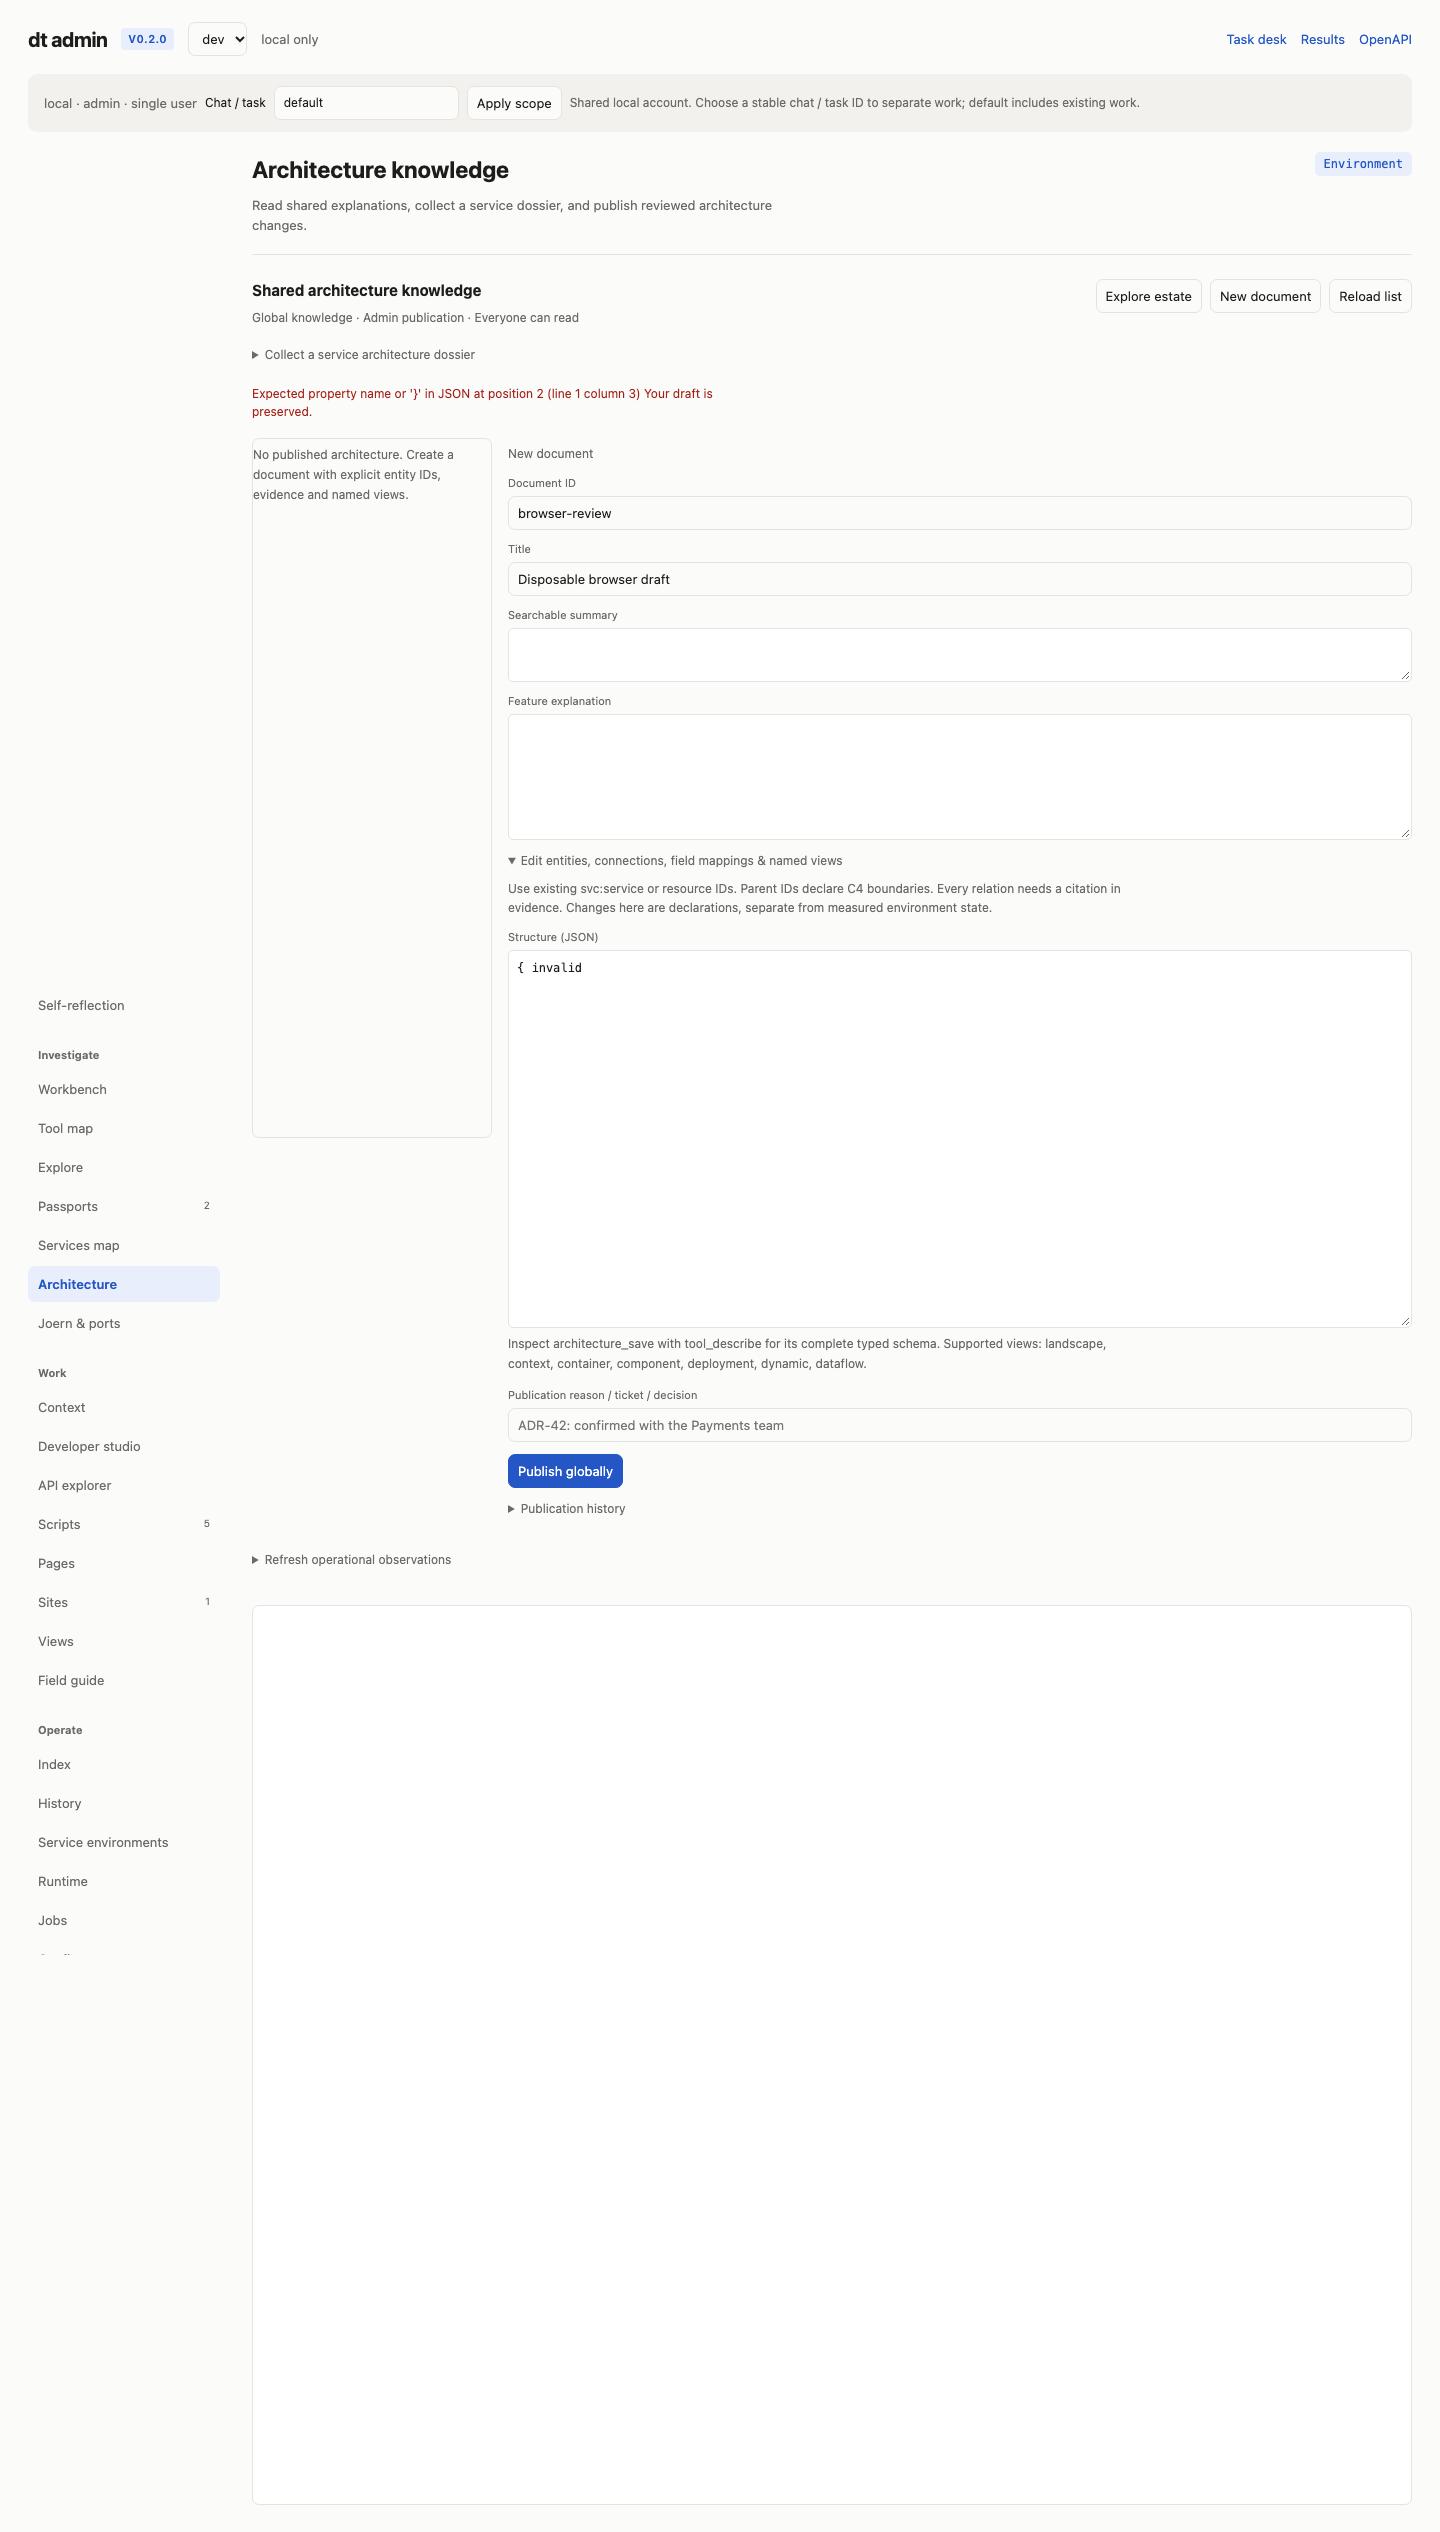 dt admin
V0.2.0
dev
local only
Task desk
Results
OpenAPI
local · admin · single user
Chat / task
default
Apply scope
Shared local account. Choose a stable chat / task ID to separate work; default includes existing work.
Architecture knowledge
Environment
Read shared explanations, collect a service dossier, and publish reviewed architecture
changes.
Shared architecture knowledge
Explore estate
New document
Reload list
Global knowledge · Admin publication · Everyone can read
Collect a service architecture dossier
Expected property name or '}' in JSON at position 2 (line 1 column 3) Your draft is
preserved.
No published architecture. Create a
document with explicit entity IDs,
evidence and named views.
New document
Document ID
browser-review
Title
Disposable browser draft
Searchable summary
Feature explanation
Edit entities, connections, field mappings & named views
Use existing svc:service or resource IDs. Parent IDs declare C4 boundaries. Every relation needs a citation in
evidence. Changes here are declarations, separate from measured environment state.
Structure (JSON)
{ invalid
Inspect architecture_save with tool_describe for its complete typed schema. Supported views: landscape,
context, container, component, deployment, dynamic, dataflow.
Publication reason / ticket / decision
ADR-42: confirmed with the Payments team
Publish globally
Publication history
Refresh operational observations
Self-reflection
Investigate
Workbench
Tool map
Explore
Passports 2
Services map
Architecture
Joern & ports
Work
Context
Developer studio
API explorer
Scripts 5
Pages
Sites 1
Views
Field guide
Operate
Index
History
Service environments
Runtime
Jobs